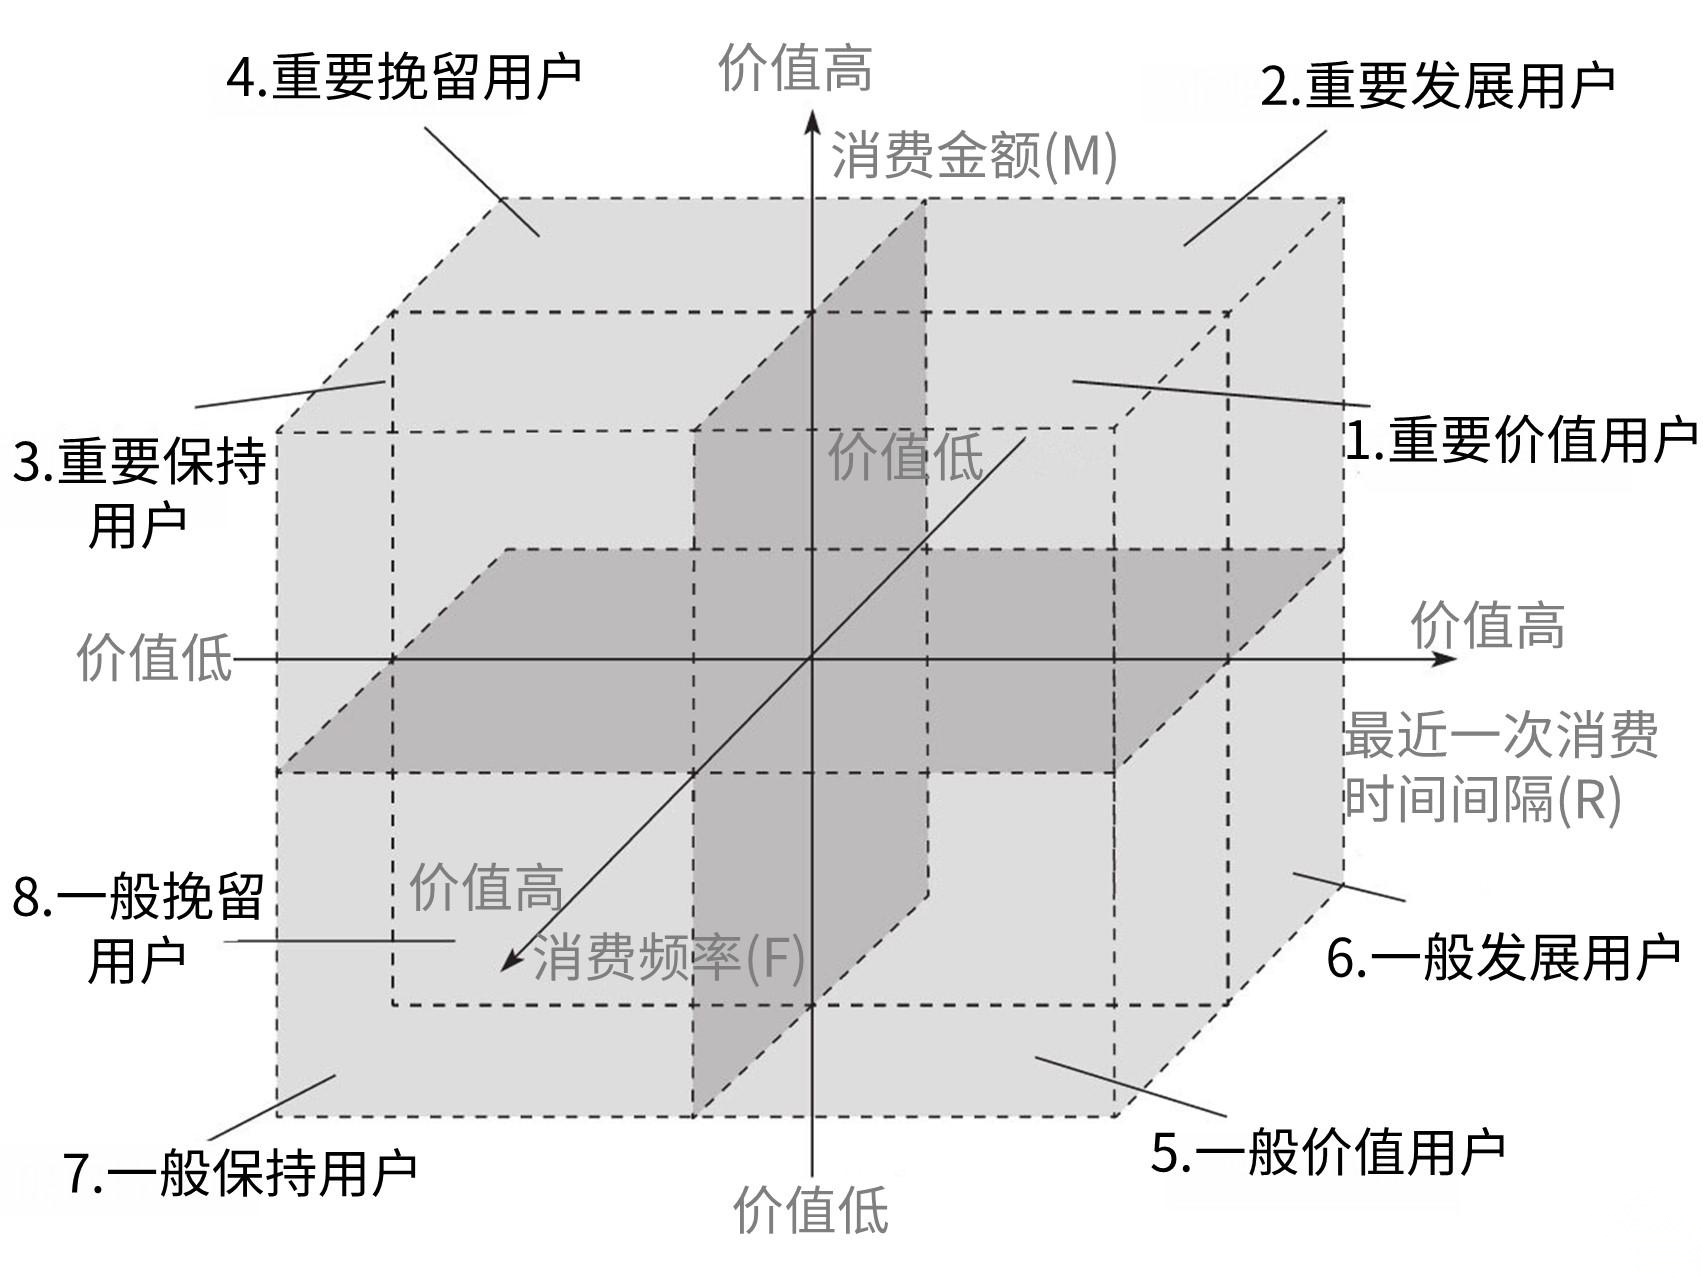 4.重要挽留用户
价值高
2.重要发展用户
消费金额(M)
1.重要价值用户
3.重要保持
用户
价值低
价值低
价值高
最近一次消费
时间间隔(R)
8.一般挽留
用户
价值高
消费频率(F)
6.一般发展用户
5.一般价值用户
7.一般保持用户
价值低